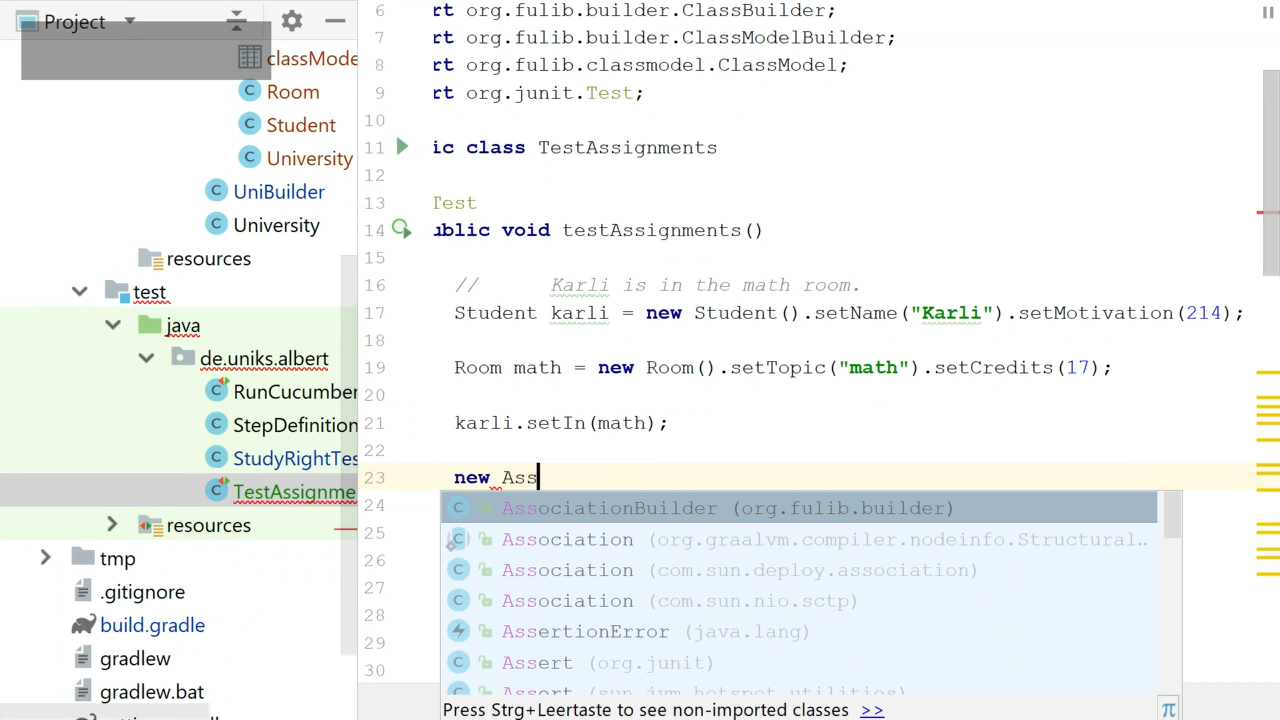 Project
classMode
Room
Student
University
UniBuilder
University
resources
test
java
de.uniks.albert
RunCucumber
StepDefinition
StudyRightTes
TestAssignme
resources
tmp
.gitignore
build.gradle
gradlew
gradlew.bat
6 rt org.fulib.builder.ClassBuilder;
7 rt org.fulib.builder.ClassModelBuilder;
8 rt org.fulib.classmodel.ClassModel;
9 rt org.junit.Test;
10
11 ic class TestAssignments
12
13 Test
14 ublic void testAssignments()
15
16 // Karli is in the math room.
17 Student karli = new Student().setName("Karli").setMotivation(214);
18
19 Room math = new Room().setTopic("math").setCredits(17);
20
21 karli.setIn(math);
22
23 new Ass
24 AssociationBuilder (org.fulib.builder)
25 Association (org.graalvm.compiler.nodeinfo.Structural..
26 Association (com.sun.deploy.association)
27 Association (com.sun.nio.sctp)
28 AssertionError (java.lang)
29 Assert (org.junit)
30 Assert (sun.jvm.hotspot.utilities)
Press Strg+Leertaste to see non-imported classes >>
π